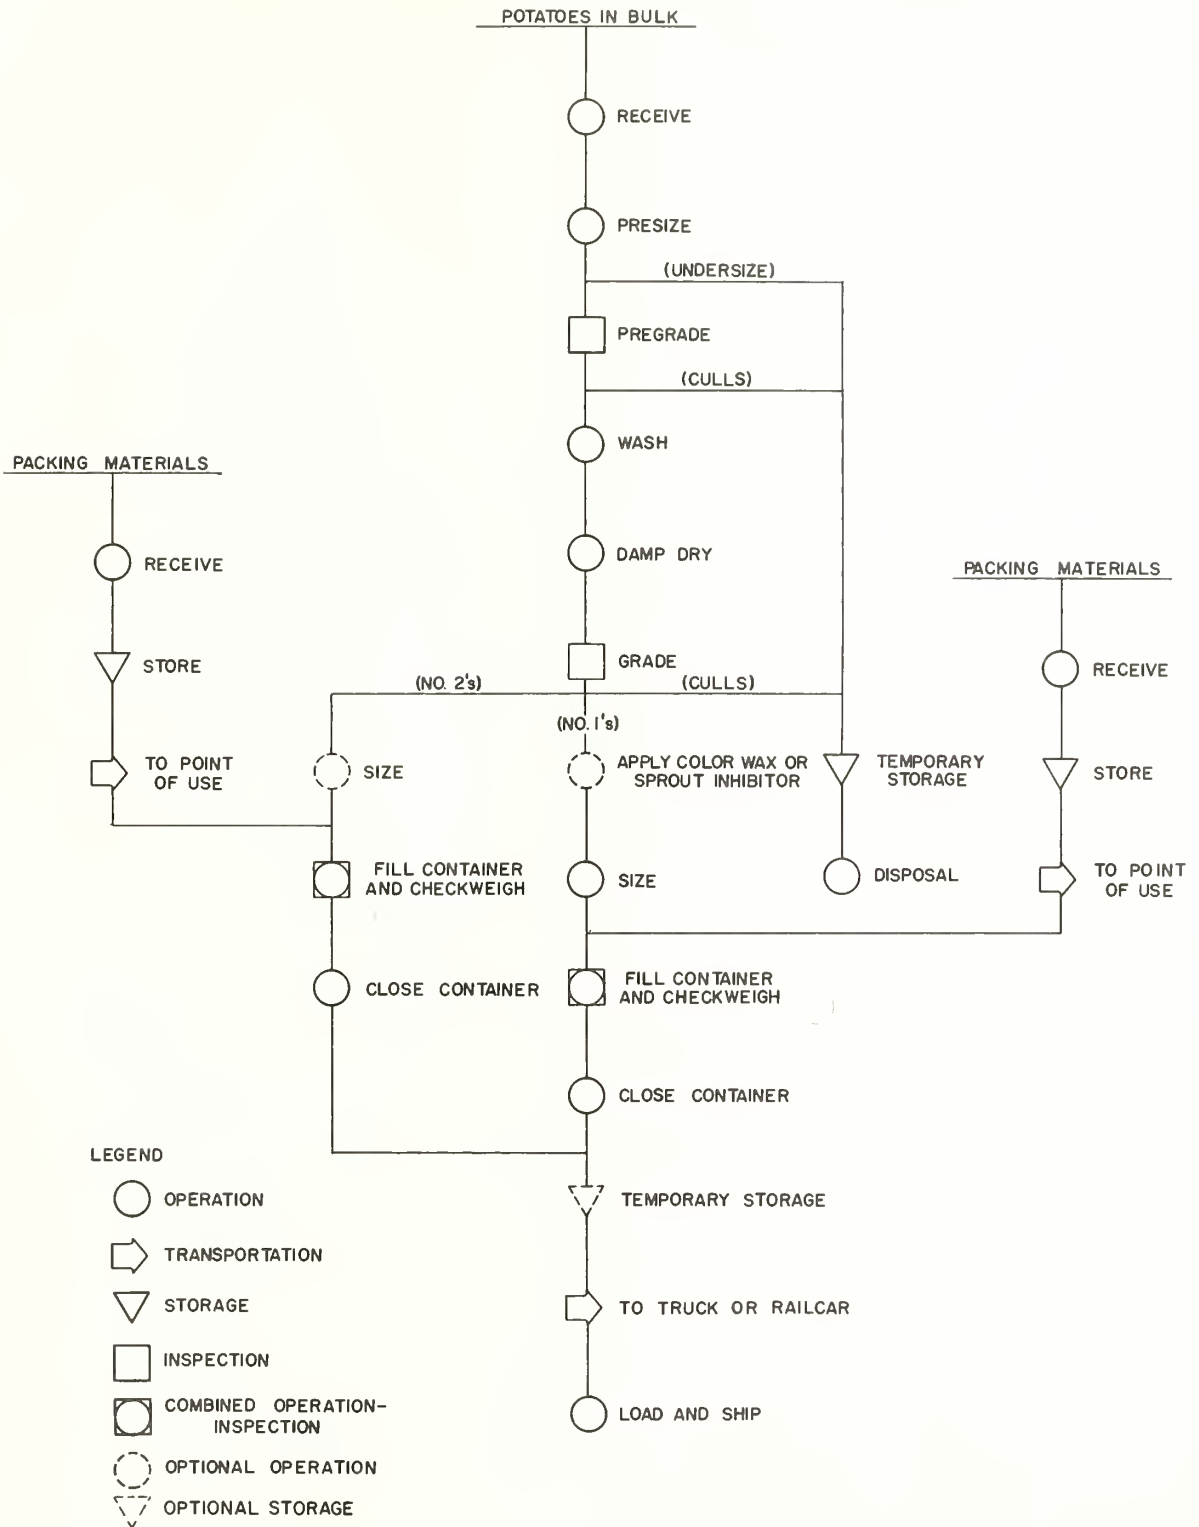 POTATOES IN BULK
RECEIVE
PRESIZE
(UNDERSIZE)
PREGRADE
(CULLS)
WASH
PACKING MATERIALS
DAMP DRY
RECEIVE
PACKING MATERIALS
GRADE
STORE
RECEIVE
(NO. 2's)
(CULLS)
(NO. 1's)
TO POINT
OF USE
SIZE
APPLY COLOR WAX OR
SPROUT INHIBITOR
TEMPORARY
STORAGE
STORE
FILL CONTAINER
AND CHECKWEIGH
SIZE
DISPOSAL
TO POINT
OF USE
CLOSE CONTAINER
FILL CONTAINER
AND CHECKWEIGH
CLOSE CONTAINER
TEMPORARY STORAGE
TO TRUCK OR RAILCAR
LOAD AND SHIP
LEGEND
OPERATION
TRANSPORTATION
STORAGE
INSPECTION
COMBINED OPERATION-
INSPECTION
OPTIONAL OPERATION
OPTIONAL STORAGE